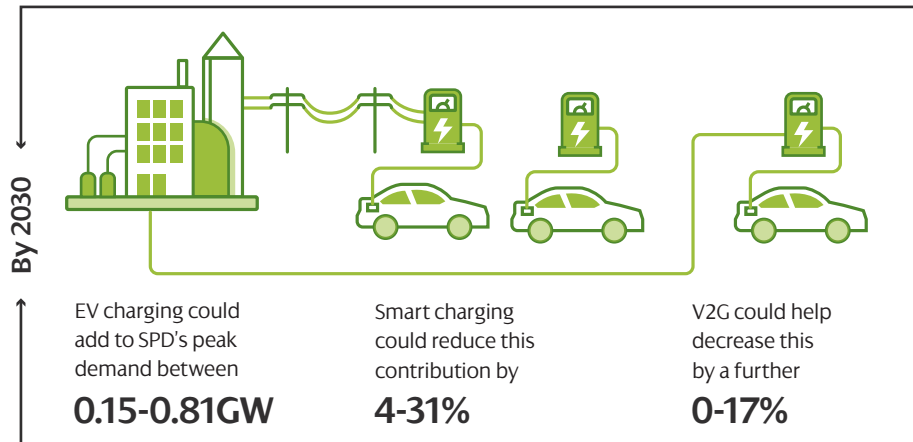 By 2030
EV charging could
add to SPD's peak
demand between
0.15-0.81GW
Smart charging
could reduce this
contribution by
4-31%
V2G could help
decrease this
by a further
0-17%